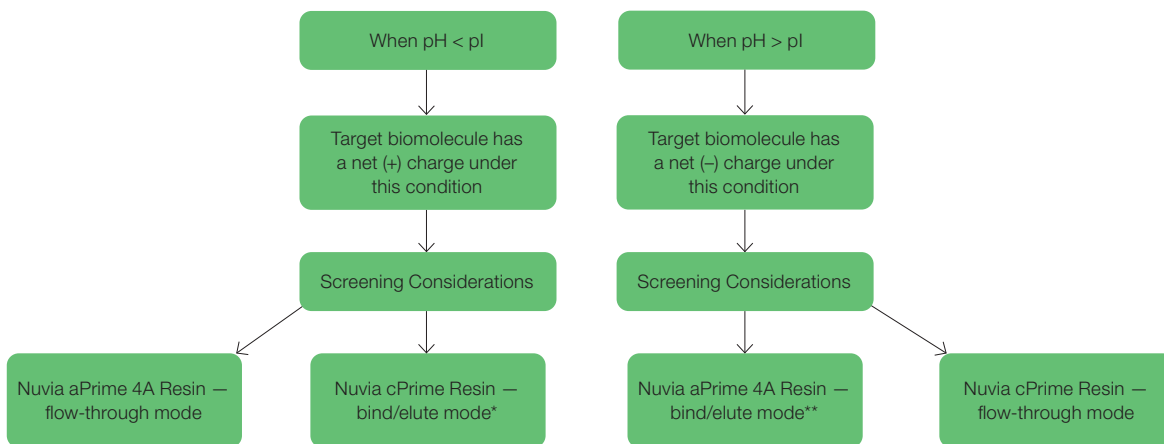 When pH < pI
When pH > pI
Target biomolecule has
a net (+) charge under
this condition
Target biomolecule has
a net (–) charge under
this condition
Screening Considerations
Screening Considerations
Nuvia aPrime 4A Resin —
flow-through mode
Nuvia cPrime Resin —
bind/elute mode*
Nuvia aPrime 4A Resin —
bind/elute mode**
Nuvia cPrime Resin —
flow-through mode